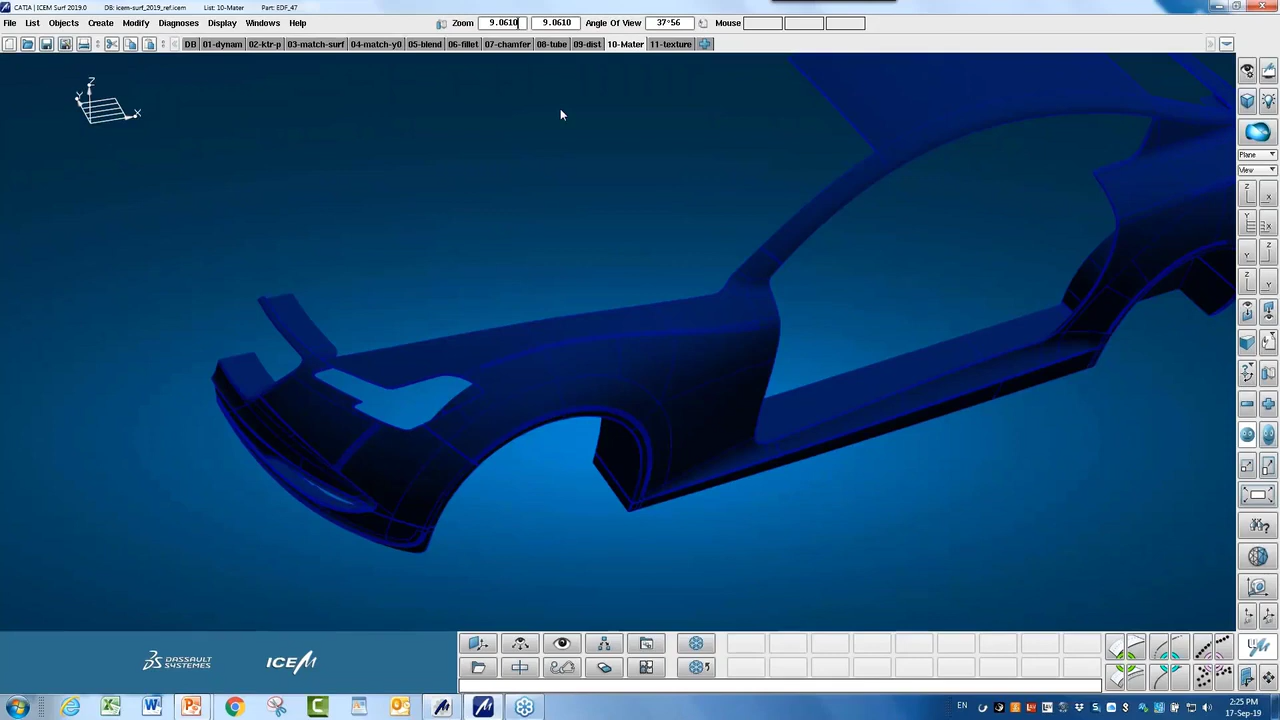 CATIA | ICEM Surf 2019.0 DB: icem-surf_2019_ref.icem List: 10-Mater Part: EDF_47
File List Objects Create Modify Diagnoses Display Windows Help Zoom 9.0610 9.0610 Angle Of View 37°56 Mouse
DB 01-dynam 02-ktr-p 03-match-surf 04-match-y0 05-blend 06-fillet 07-chamfer 08-tube 09-dist 10-Mater 11-texture
Z
Y
X
Plane
View
Z
X
Y
X
Y
Z
Z
Y
DASSAULT SYSTEMES ICEM
EN
2:25 PM
17-Sep-19